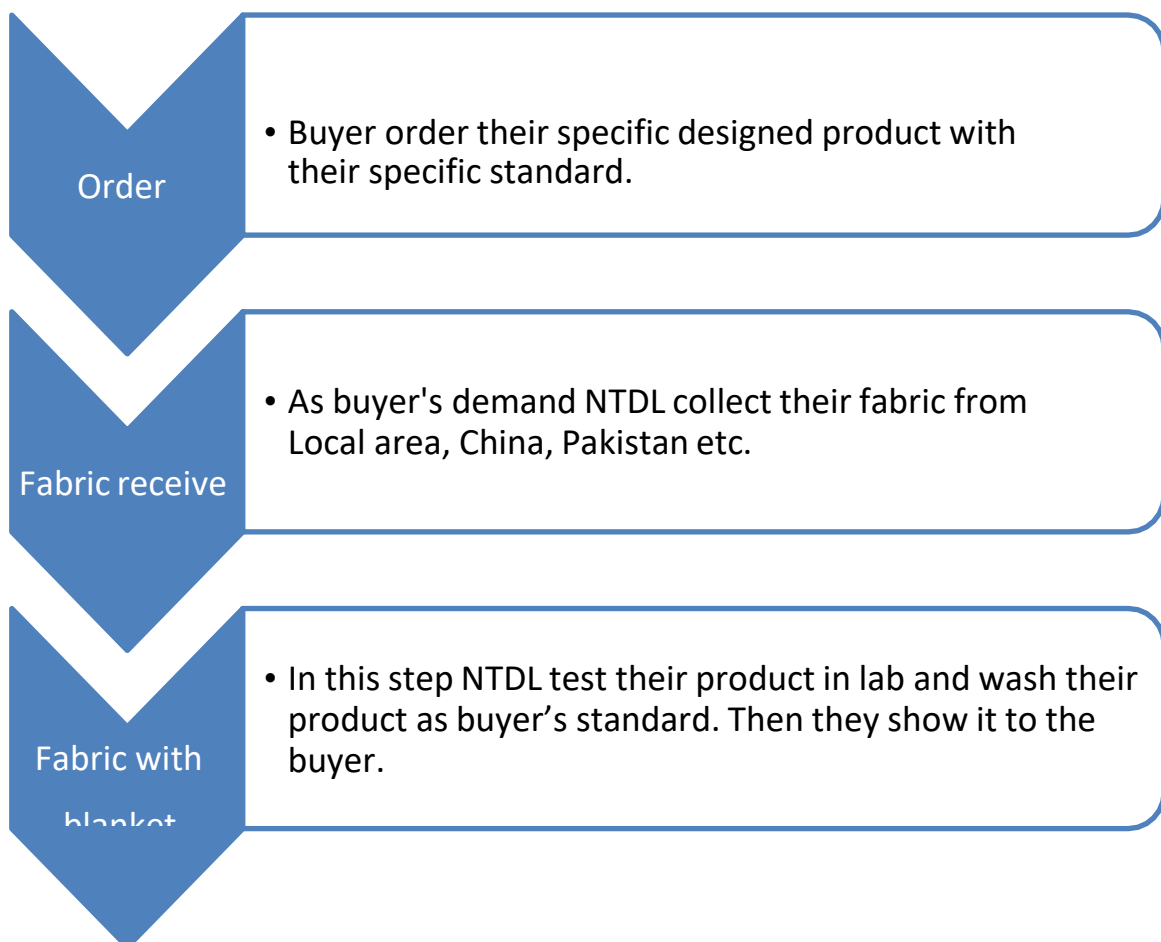 Order
• Buyer order their specific designed product with
their specific standard.
Fabric receive
• As buyer's demand NTDL collect their fabric from
Local area, China, Pakistan etc.
Fabric with
blanket
• In this step NTDL test their product in lab and wash their
product as buyer’s standard. Then they show it to the
buyer.